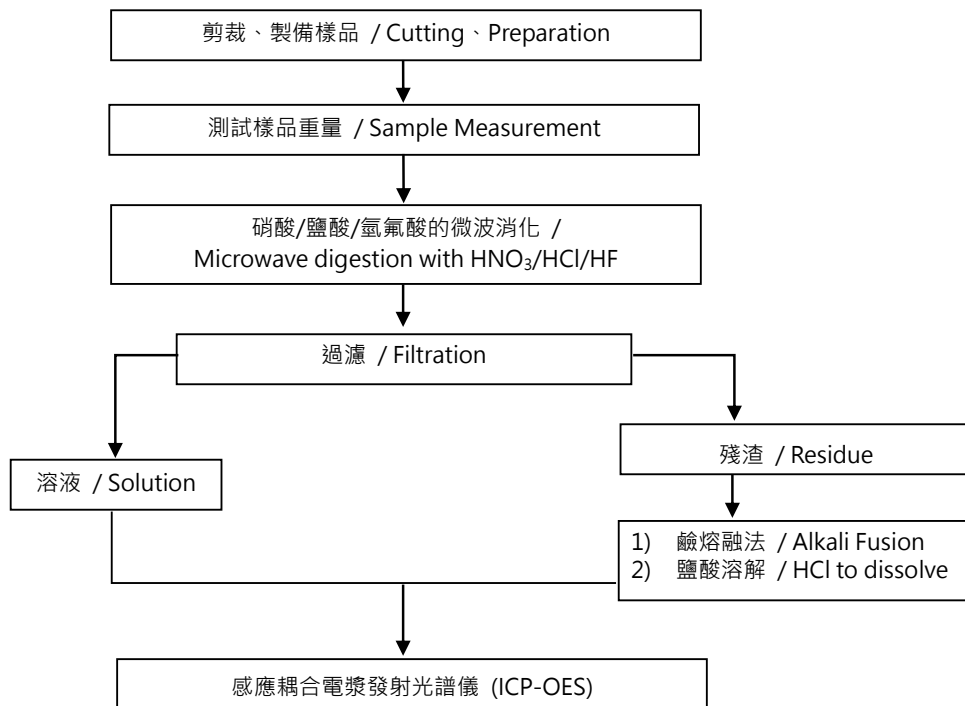 剪裁、製備樣品 / Cutting、Preparation
測試樣品重量 / Sample Measurement
硝酸/鹽酸/氫氟酸的微波消化 /
Microwave digestion with HNO₃/HCl/HF
過濾 / Filtration
溶液 / Solution
殘渣 / Residue
1) 鹼熔融法 / Alkali Fusion
2) 鹽酸溶解 / HCl to dissolve
感應耦合電漿發射光譜儀 (ICP-OES)